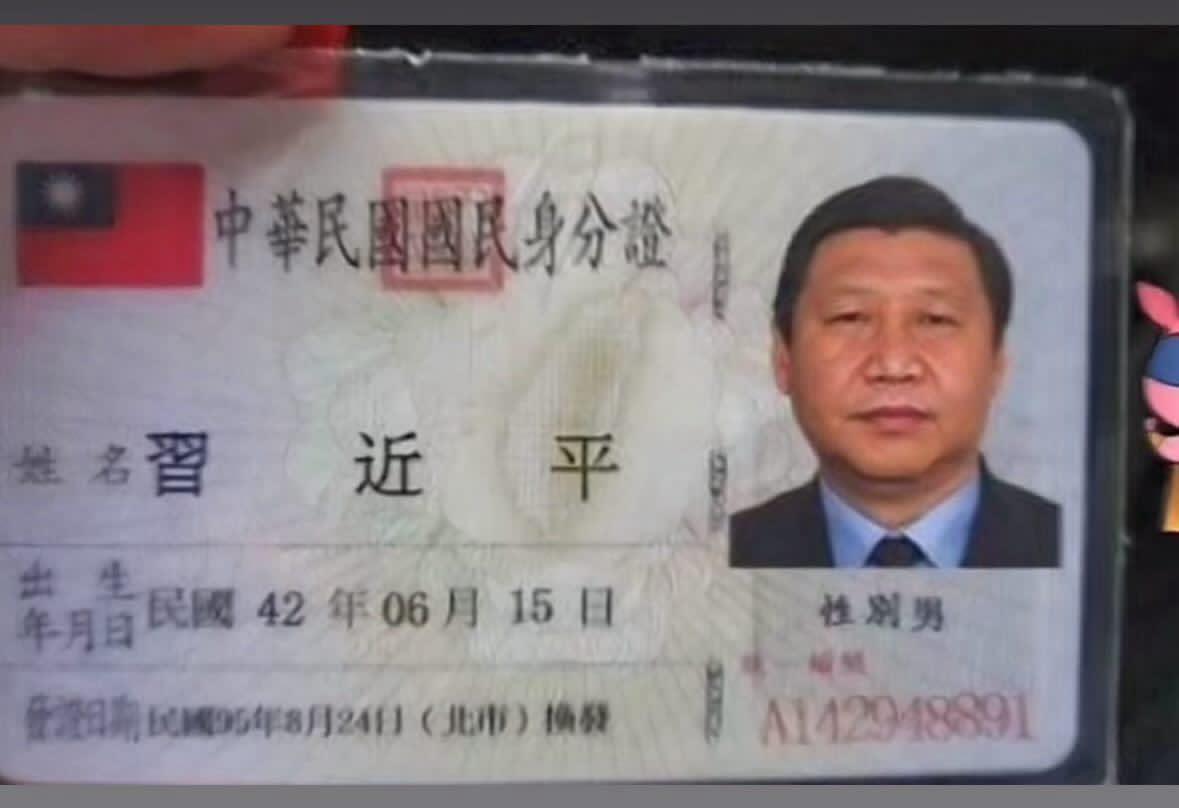 中華民國國民身分證
姓名 習近平
出生年月日 民國 42 年 06 月 15 日
性別 男
發證日期 民國95年8月24日(北市)換發
統一編號
A142948891